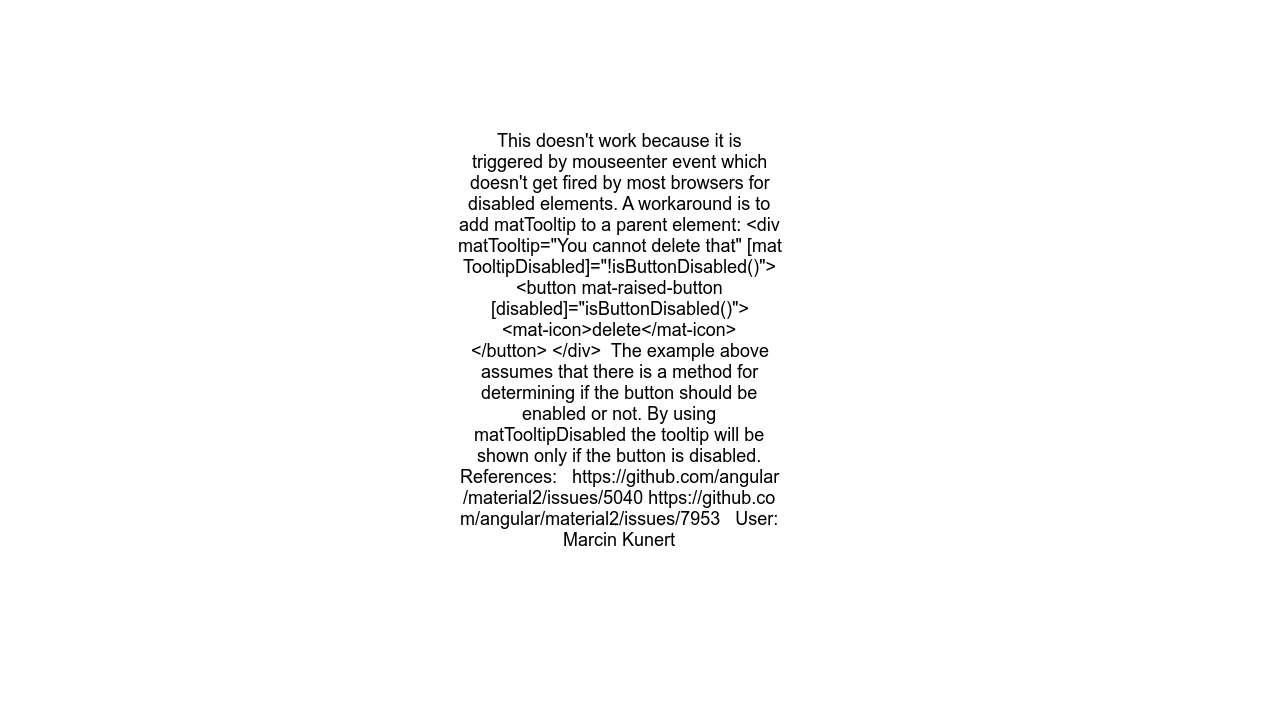 This doesn't work because it is
triggered by mouseenter event which
doesn't get fired by most browsers for
disabled elements. A workaround is to
add matTooltip to a parent element: <div
matTooltip="You cannot delete that" [mat
TooltipDisabled]="!isButtonDisabled()">
<button mat-raised-button
[disabled]="isButtonDisabled()">
<mat-icon>delete</mat-icon>
</button> </div>  The example above
assumes that there is a method for
determining if the button should be
enabled or not. By using
matTooltipDisabled the tooltip will be
shown only if the button is disabled.
References:   https://github.com/angular
/material2/issues/5040 https://github.co
m/angular/material2/issues/7953   User:
Marcin Kunert